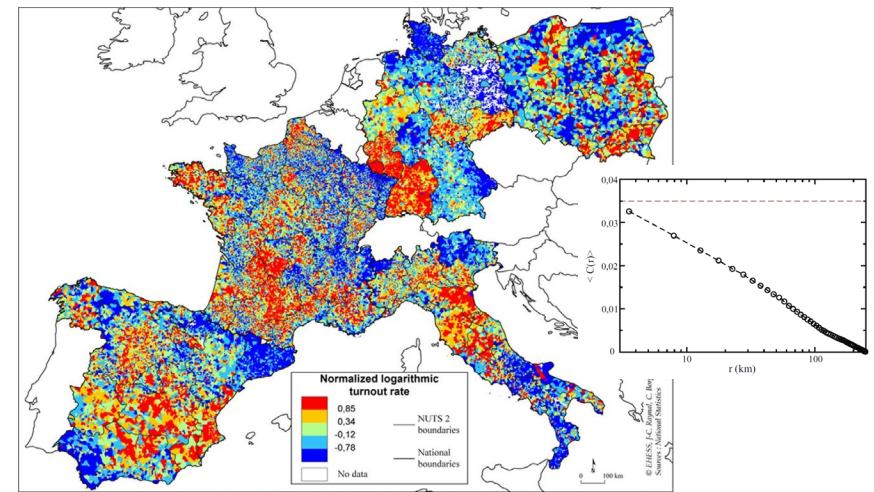 Normalized logarithmic
turnout rate
0,85
0,34
-0,12
-0,78
No data
NUTS 2
boundaries
National
boundaries
N
100 km
© EHESS, J-C. Raynal, C. Bor
Sources : National Statistics
< C(r)>
0,04
0,03
0,02
0,01
0
10
100
r (km)